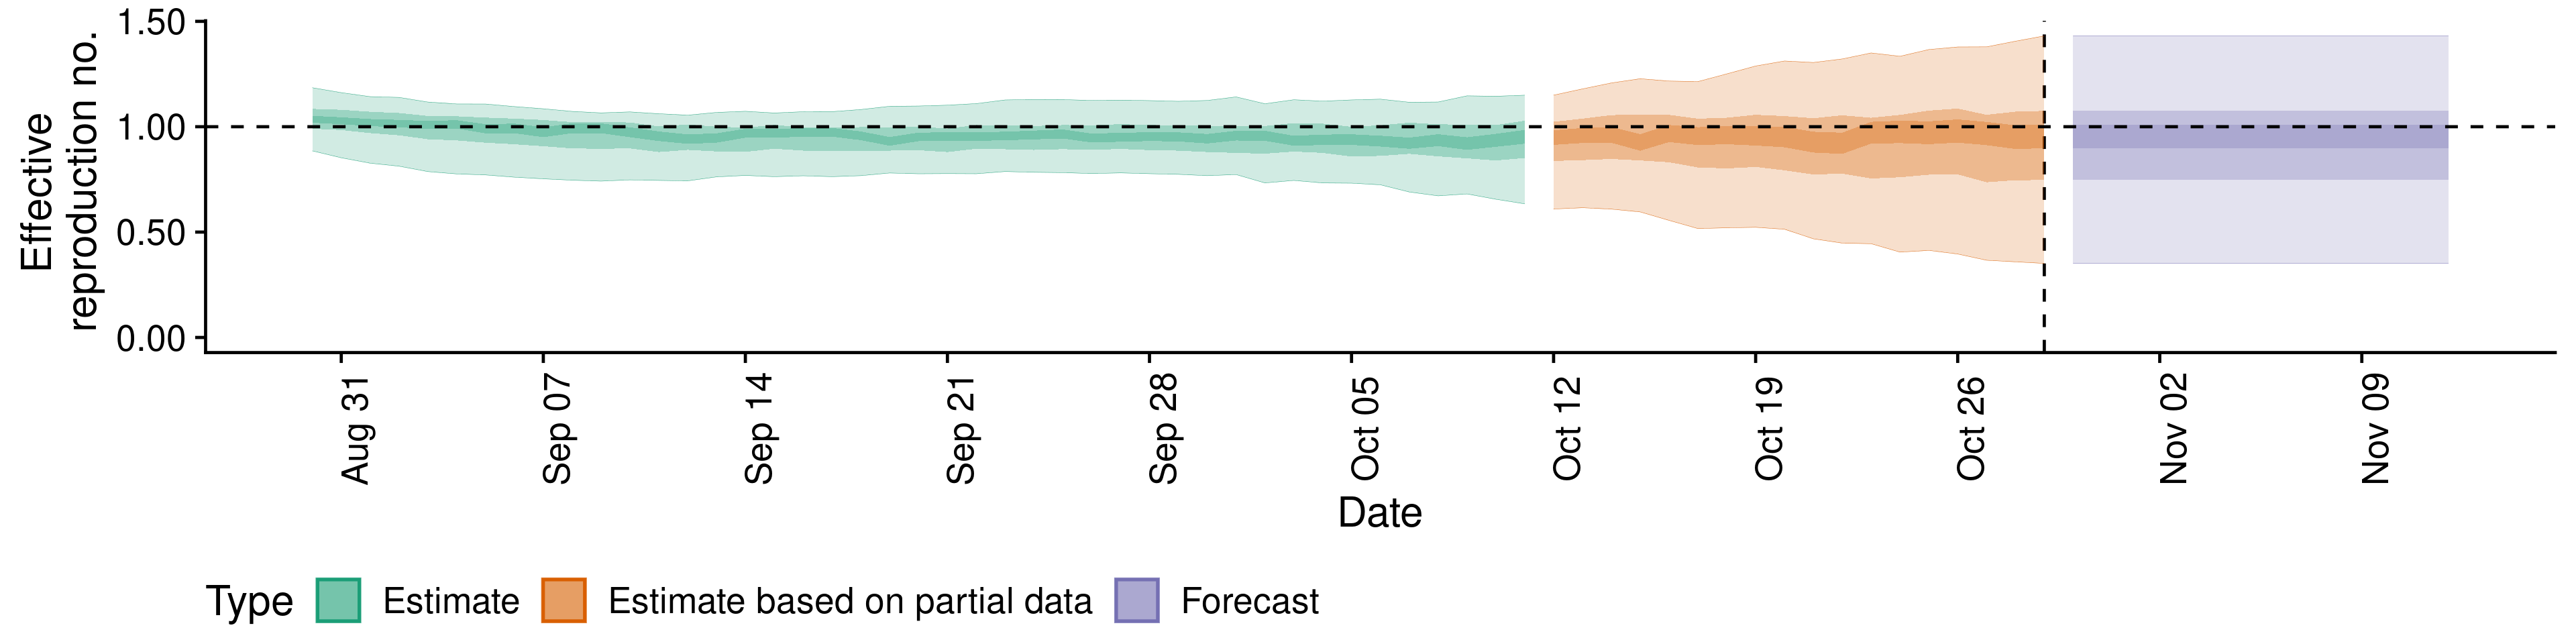 Effective
reproduction no.
1.50
1.00
0.50
0.00
Aug 31
Sep 07
Sep 14
Sep 21
Sep 28
Oct 05
Oct 12
Oct 19
Oct 26
Nov 02
Nov 09
Date
Type Estimate Estimate based on partial data Forecast